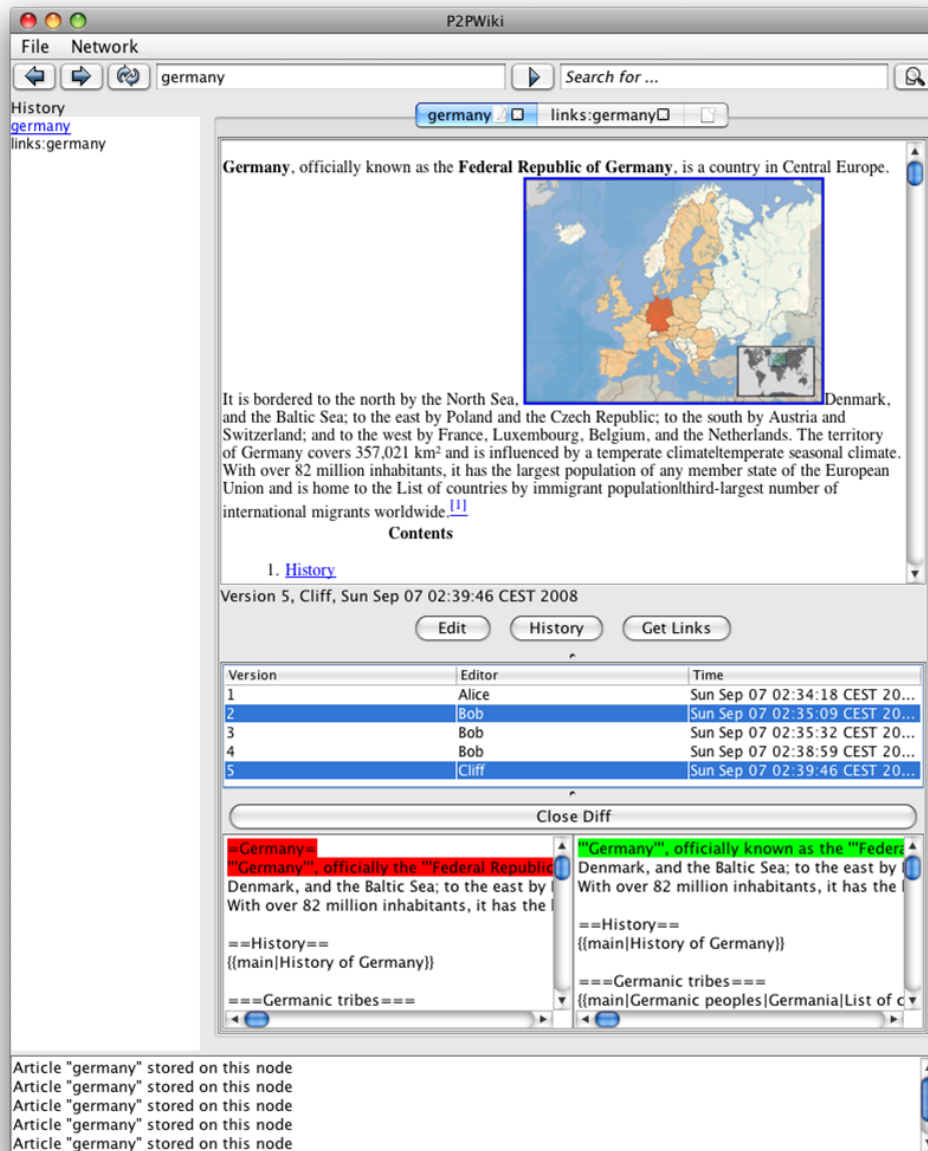 P2PWiki
File Network
germany Search for ...
History
germany
links:germany
germany links:germany
Germany, officially known as the Federal Republic of Germany, is a country in Central Europe.
It is bordered to the north by the North Sea, Denmark,
and the Baltic Sea; to the east by Poland and the Czech Republic; to the south by Austria and
Switzerland; and to the west by France, Luxembourg, Belgium, and the Netherlands. The territory
of Germany covers 357,021 km² and is influenced by a temperate climate|temperate seasonal climate.
With over 82 million inhabitants, it has the largest population of any member state of the European
Union and is home to the List of countries by immigrant population|third-largest number of
international migrants worldwide.[1]
Contents
1. History
Version 5, Cliff, Sun Sep 07 02:39:46 CEST 2008
Edit History Get Links
Version Editor Time
1 Alice Sun Sep 07 02:34:18 CEST 20...
2 Bob Sun Sep 07 02:35:09 CEST 20...
3 Bob Sun Sep 07 02:35:32 CEST 20...
4 Bob Sun Sep 07 02:38:59 CEST 20...
5 Cliff Sun Sep 07 02:39:46 CEST 20...
Close Diff
=Germany=
'''Germany''', officially the '''Federal Republic
Denmark, and the Baltic Sea; to the east by
With over 82 million inhabitants, it has the
==History==
{{main|History of Germany}}
===Germanic tribes===
'''Germany''', officially known as the '''Federa
Denmark, and the Baltic Sea; to the east by
With over 82 million inhabitants, it has the
==History==
{{main|History of Germany}}
===Germanic tribes===
{{main|Germanic peoples|Germania|List of c
Article "germany" stored on this node
Article "germany" stored on this node
Article "germany" stored on this node
Article "germany" stored on this node
Article "germany" stored on this node